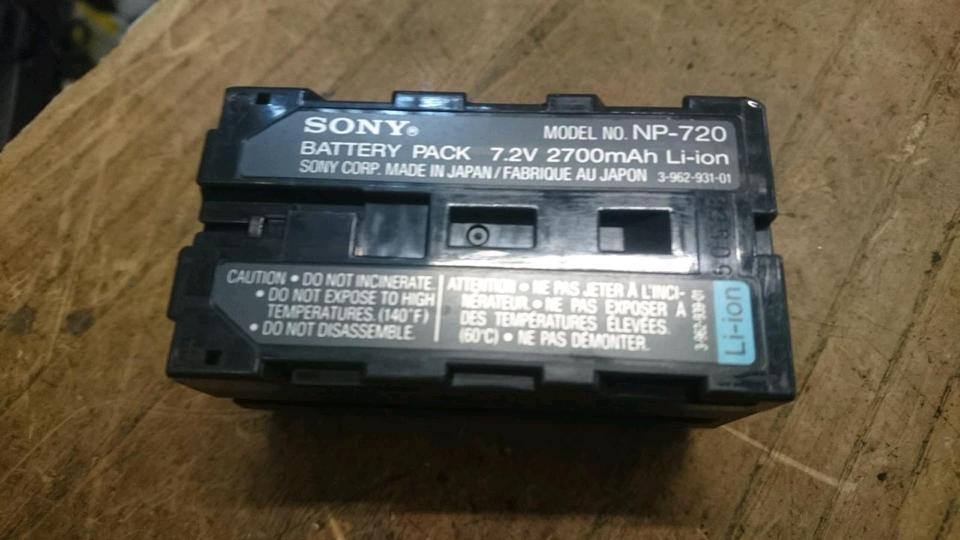 SONY®
MODEL NO. NP-720
BATTERY PACK 7.2V 2700mAh Li-ion
SONY CORP. MADE IN JAPAN/FABRIQUE AU JAPON 3-962-931-01
CAUTION • DO NOT INCINERATE.
• DO NOT EXPOSE TO HIGH
TEMPERATURES. (140°F)
• DO NOT DISASSEMBLE.
ATTENTION • NE PAS JETER À L'INCI-
NÉRATEUR. • NE PAS EXPOSER À
DES TEMPÉRATURES ÉLEVÉES.
(60°C) • NE PAS DÉMONTER.
Li-ion